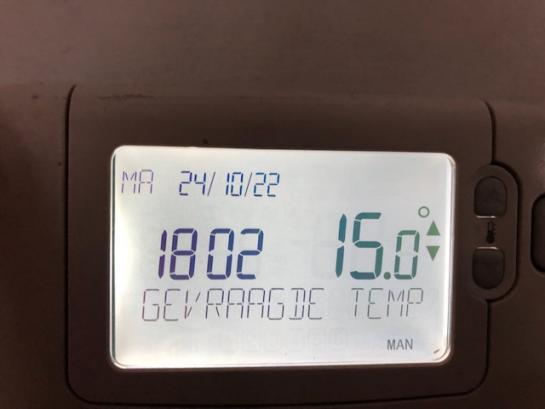 MA 24/10/22
18 02 15.0°
GEVRAAGDE TEMP
MAN